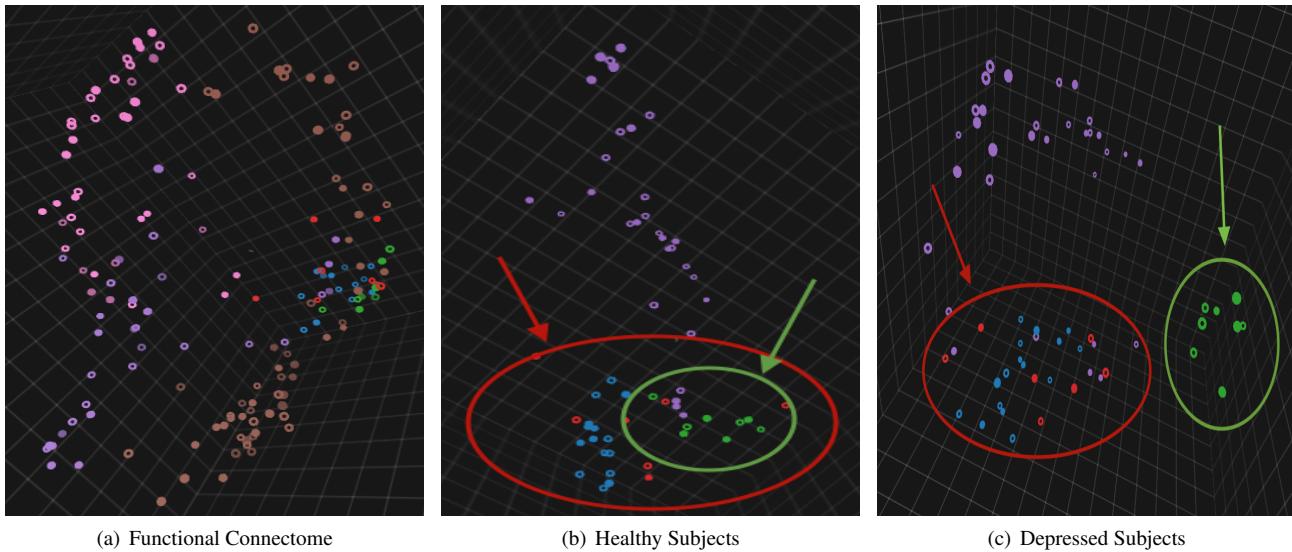 (a) Functional Connectome
(b) Healthy Subjects
(c) Depressed Subjects